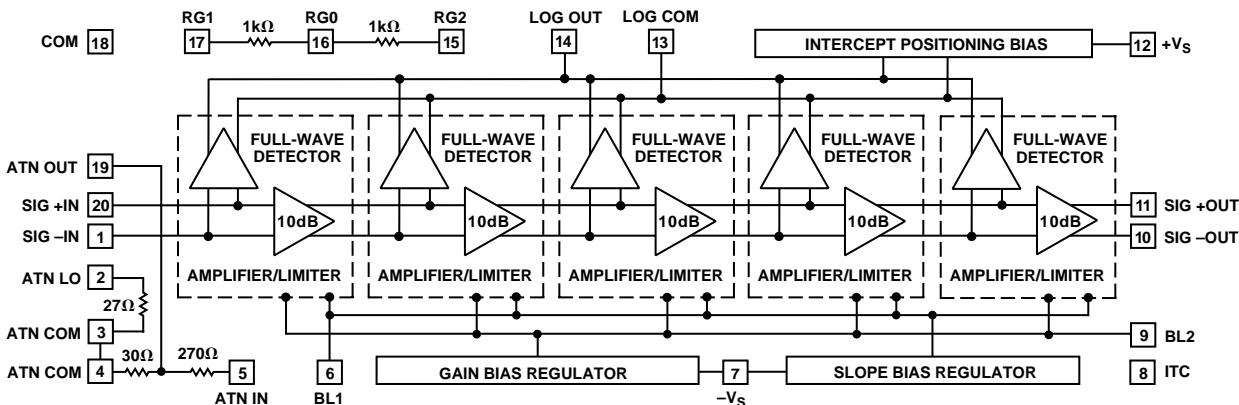 RG1 RG0 RG2 LOG OUT LOG COM
1kΩ 1kΩ
COM 18 17 16 15 14 13 INTERCEPT POSITIONING BIAS 12 +VS
FULL-WAVE DETECTOR
FULL-WAVE DETECTOR
FULL-WAVE DETECTOR
FULL-WAVE DETECTOR
FULL-WAVE DETECTOR
ATN OUT 19
SIG +IN 20
SIG –IN 1
10dB 10dB 10dB 10dB 10dB
11 SIG +OUT
10 SIG –OUT
AMPLIFIER/LIMITER AMPLIFIER/LIMITER AMPLIFIER/LIMITER AMPLIFIER/LIMITER AMPLIFIER/LIMITER
ATN LO 2
27Ω
ATN COM 3
9 BL2
30Ω 270Ω
ATN COM 4
5
ATN IN
6
BL1
GAIN BIAS REGULATOR
7
–VS
SLOPE BIAS REGULATOR
8 ITC